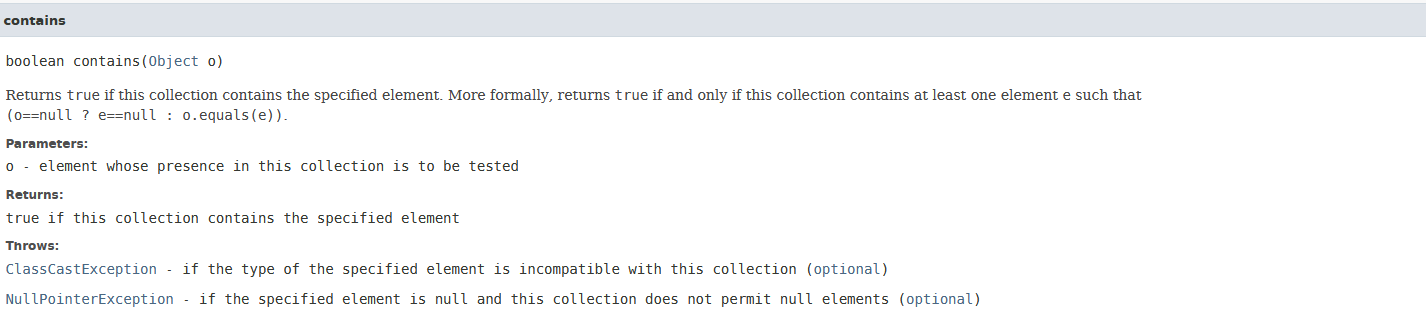 contains
boolean contains(Object o)
Returns true if this collection contains the specified element. More formally, returns true if and only if this collection contains at least one element e such that
(o==null ? e==null : o.equals(e)).
Parameters:
o - element whose presence in this collection is to be tested
Returns:
true if this collection contains the specified element
Throws:
ClassCastException - if the type of the specified element is incompatible with this collection (optional)
NullPointerException - if the specified element is null and this collection does not permit null elements (optional)